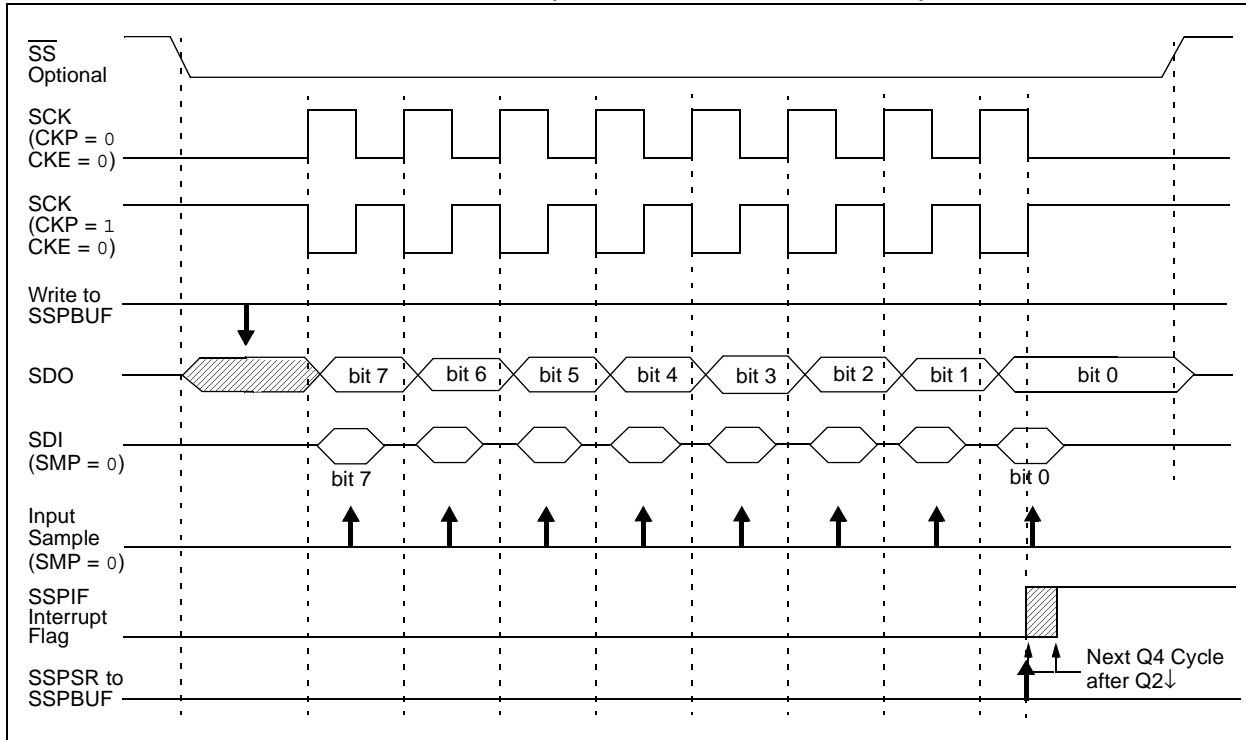 SS
Optional
SCK
(CKP = 0
CKE = 0)
SCK
(CKP = 1
CKE = 0)
Write to
SSPBUF
SDO
bit 7 bit 6 bit 5 bit 4 bit 3 bit 2 bit 1 bit 0
SDI
(SMP = 0)
bit 7 bit 0
Input
Sample
(SMP = 0)
SSPIF
Interrupt
Flag
Next Q4 Cycle
after Q2↓
SSPSR to
SSPBUF